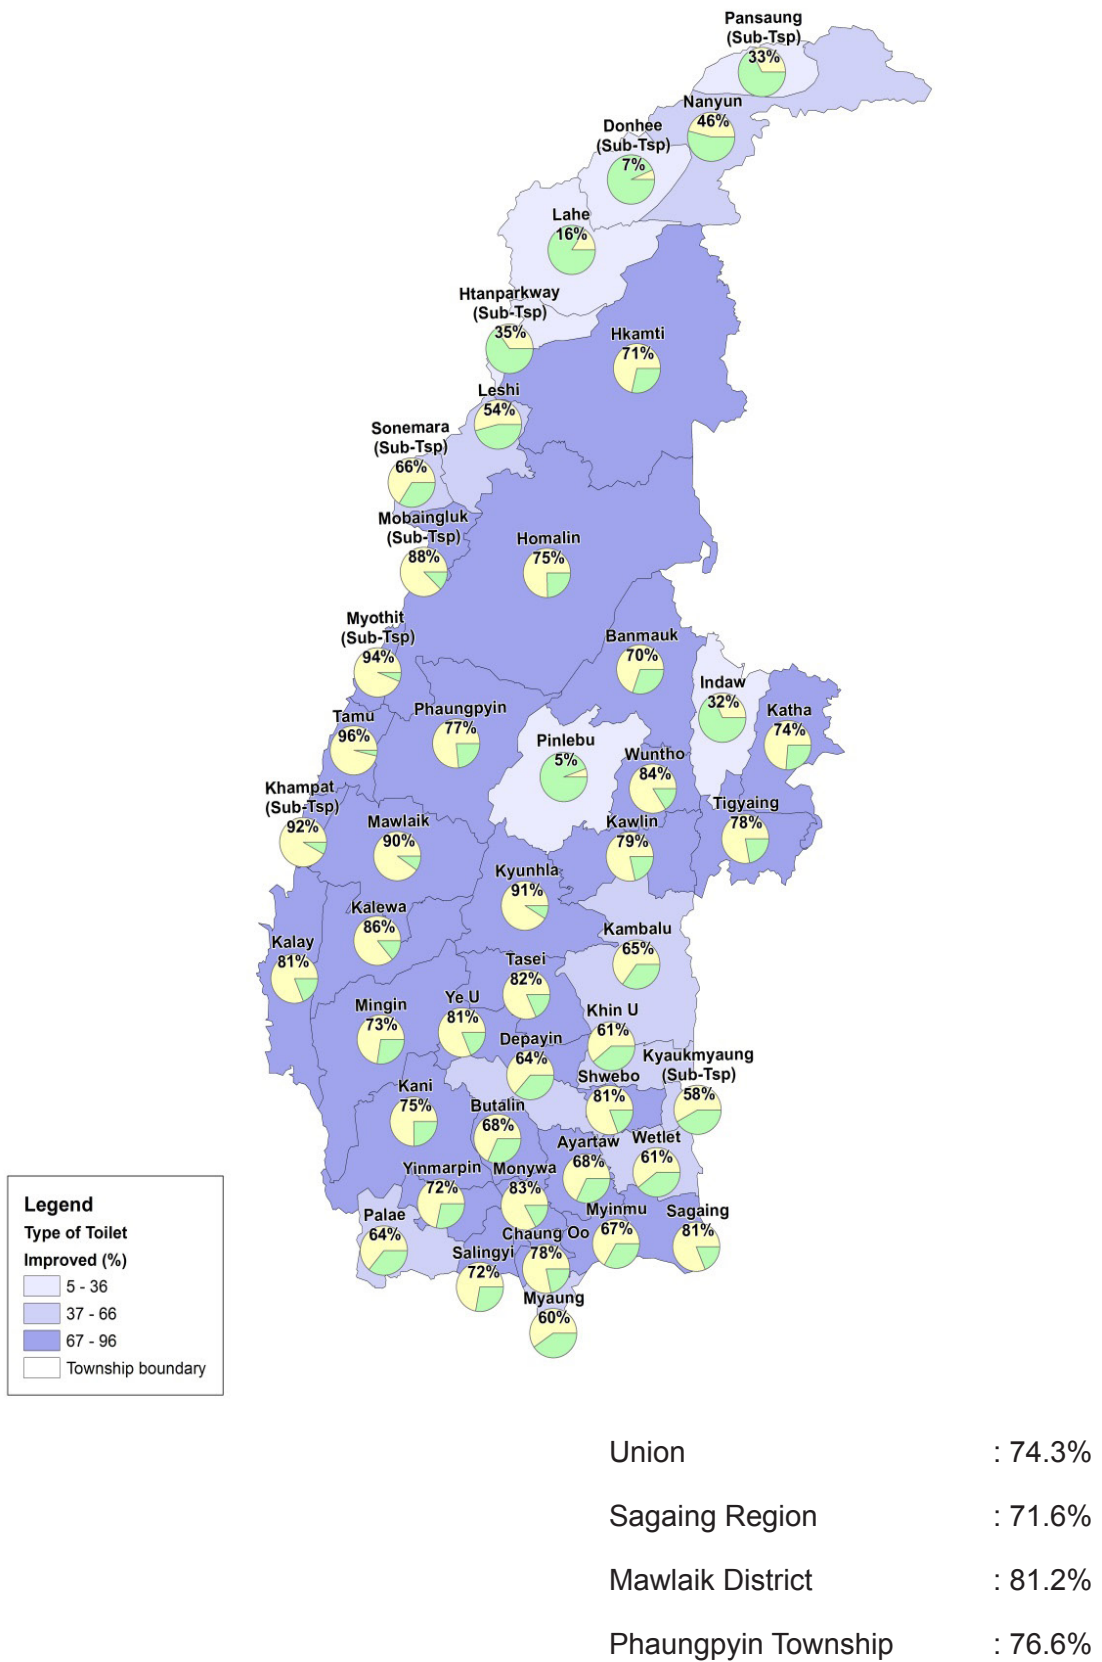 Pansaung
(Sub-Tsp)
33%
Nanyun
46%
Donhee
(Sub-Tsp)
7%
Lahe
16%
Htanparkway
(Sub-Tsp)
35%
Hkamti
71%
Leshi
54%
Sonemara
(Sub-Tsp)
66%
Mobaingluk
(Sub-Tsp)
88%
Homalin
75%
Myothit
(Sub-Tsp)
94%
Banmauk
70%
Indaw
32%
Katha
74%
Tamu
96%
Phaungpyin
77%
Pinlebu
5%
Wuntho
84%
Khampat
(Sub-Tsp)
92%
Mawlaik
90%
Kawlin
79%
Tigyaing
78%
Kyunhla
91%
Kalewa
86%
Kambalu
65%
Kalay
81%
Tasei
82%
Mingin
73%
Ye U
81%
Khin U
61%
Depayin
64%
Kyaukmyaung
(Sub-Tsp)
58%
Shwebo
81%
Kani
75%
Butalin
68%
Ayartaw
68%
Wetlet
61%
Yinmarpin
72%
Monywa
83%
Palae
64%
Myinmu
67%
Sagaing
81%
Chaung Oo
78%
Salingyi
72%
Myaung
60%
Legend
Type of Toilet
Improved (%)
5 - 36
37 - 66
67 - 96
Township boundary
Union : 74.3%
Sagaing Region : 71.6%
Mawlaik District : 81.2%
Phaungpyin Township : 76.6%